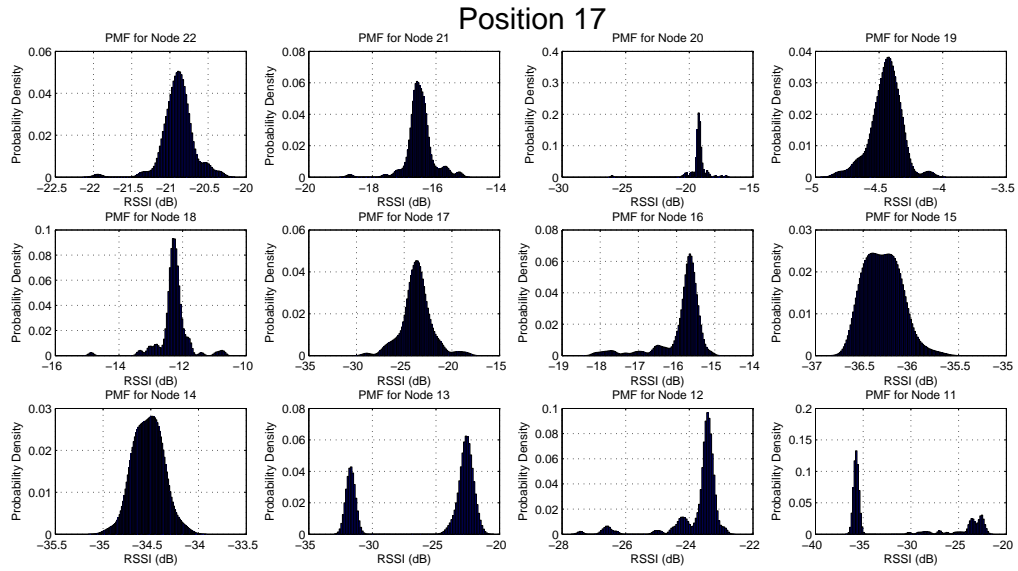 Position 17
PMF for Node 22
0.06
0.04
0.02
0
Probability Density
−22.5 −22 −21.5 −21 −20.5 −20
RSSI (dB)
PMF for Node 21
0.08
0.06
0.04
0.02
0
Probability Density
−20 −18 −16 −14
RSSI (dB)
PMF for Node 20
0.4
0.3
0.2
0.1
0
Probability Density
−30 −25 −20 −15
RSSI (dB)
PMF for Node 19
0.04
0.03
0.02
0.01
0
Probability Density
−5 −4.5 −4 −3.5
RSSI (dB)
PMF for Node 18
0.1
0.08
0.06
0.04
0.02
0
Probability Density
−16 −14 −12 −10
RSSI (dB)
PMF for Node 17
0.06
0.04
0.02
0
Probability Density
−35 −30 −25 −20 −15
RSSI (dB)
PMF for Node 16
0.08
0.06
0.04
0.02
0
Probability Density
−19 −18 −17 −16 −15 −14
RSSI (dB)
PMF for Node 15
0.03
0.02
0.01
0
Probability Density
−37 −36.5 −36 −35.5 −35
RSSI (dB)
PMF for Node 14
0.03
0.02
0.01
0
Probability Density
−35.5 −35 −34.5 −34 −33.5
RSSI (dB)
PMF for Node 13
0.08
0.06
0.04
0.02
0
Probability Density
−35 −30 −25 −20
RSSI (dB)
PMF for Node 12
0.1
0.08
0.06
0.04
0.02
0
Probability Density
−28 −26 −24 −22
RSSI (dB)
PMF for Node 11
0.2
0.15
0.1
0.05
0
Probability Density
−40 −35 −30 −25 −20
RSSI (dB)